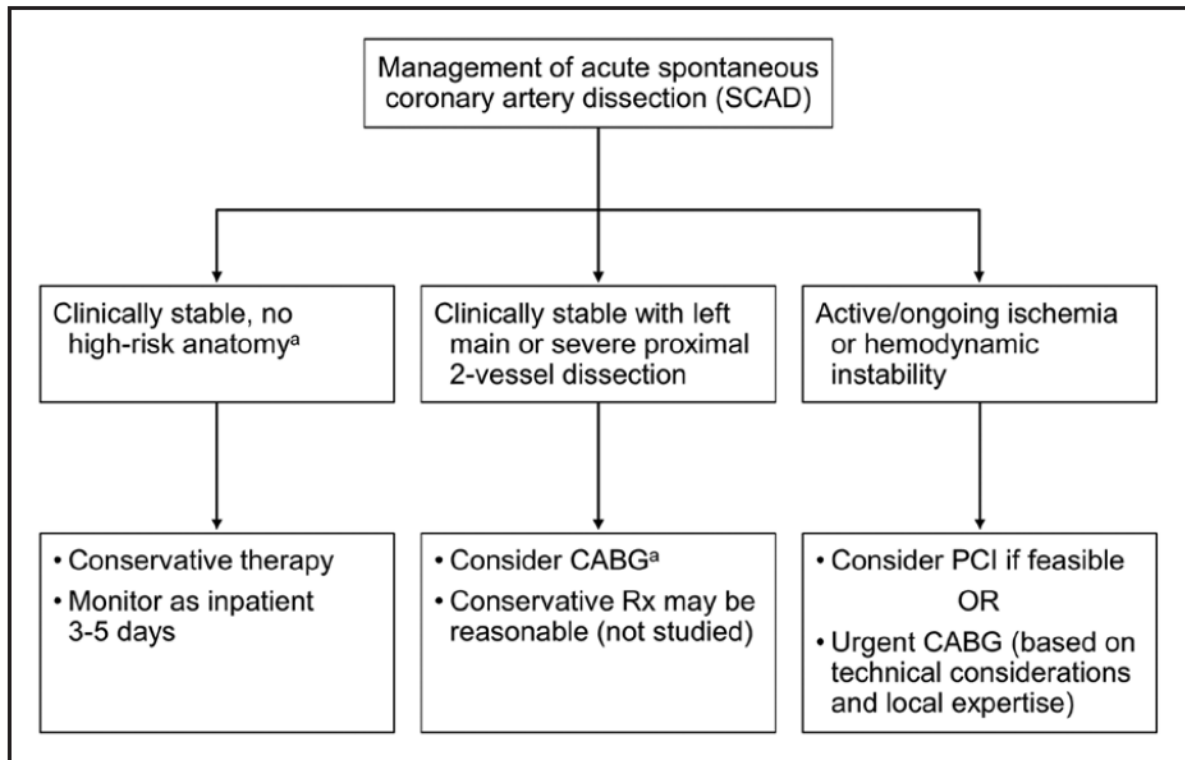 Management of acute spontaneous
coronary artery dissection (SCAD)
Clinically stable, no
high-risk anatomyᵃ
Clinically stable with left
main or severe proximal
2-vessel dissection
Active/ongoing ischemia
or hemodynamic
instability
• Conservative therapy
• Monitor as inpatient
3-5 days
• Consider CABGᵃ
• Conservative Rx may be
reasonable (not studied)
• Consider PCI if feasible
OR
• Urgent CABG (based on
technical considerations
and local expertise)